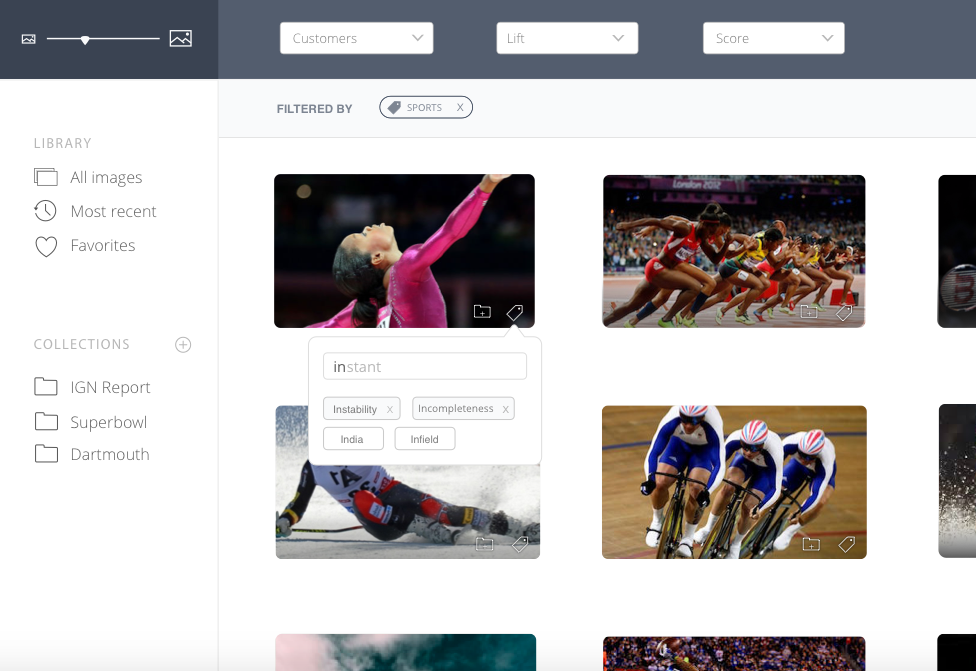 Customers
Lift
Score
FILTERED BY
SPORTS X
LIBRARY
All images
Most recent
Favorites
COLLECTIONS
IGN Report
Superbowl
Dartmouth
London 2012
instant
Instability X
Incompleteness X
India
Infield